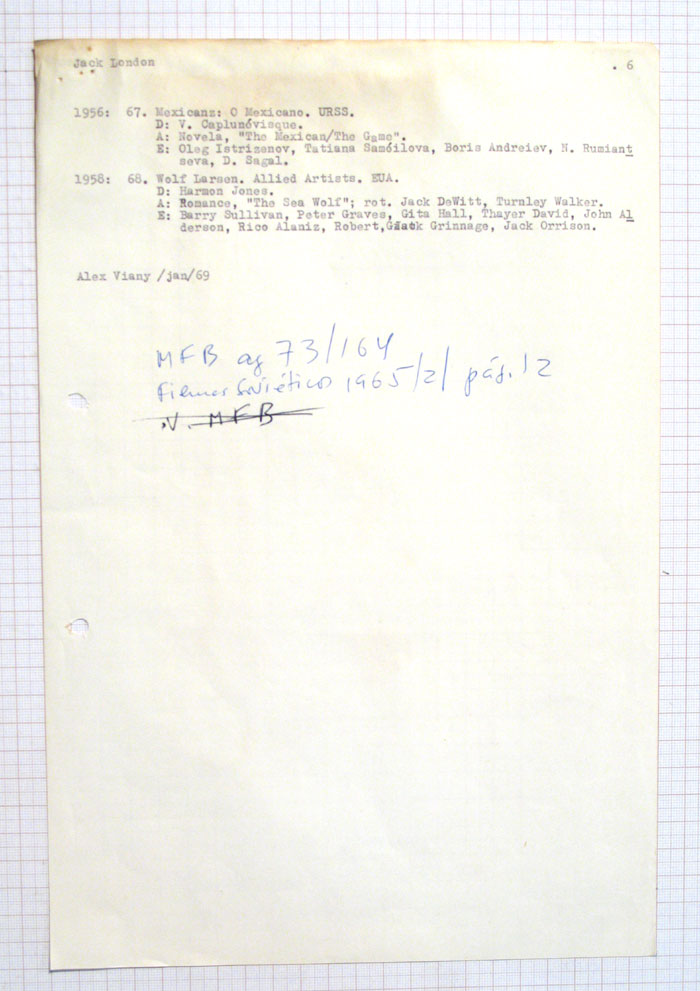 Jack London . 6
1956: 67. Mexicanz: O Mexicano. URSS.
D: V. Caplunóvisque.
A: Novela, "The Mexican/The Game".
E: Oleg Istrizenov, Tatiana Samóilova, Boris Andreiev, N. Rumiant
seva, D. Sagal.
1958: 68. Wolf Larsen. Allied Artists. EUA.
D: Harmon Jones.
A: Romance, "The Sea Wolf"; rot. Jack DeWitt, Turnley Walker.
E: Barry Sullivan, Peter Graves, Gita Hall, Thayer David, John Al
derson, Rico Alaniz, Robert, Grinnage, Jack Orrison.
Alex Viany /jan/69
MFB ag 73/164
Filmes Soviéticos 1965/2/ pág. 12
V. MFB